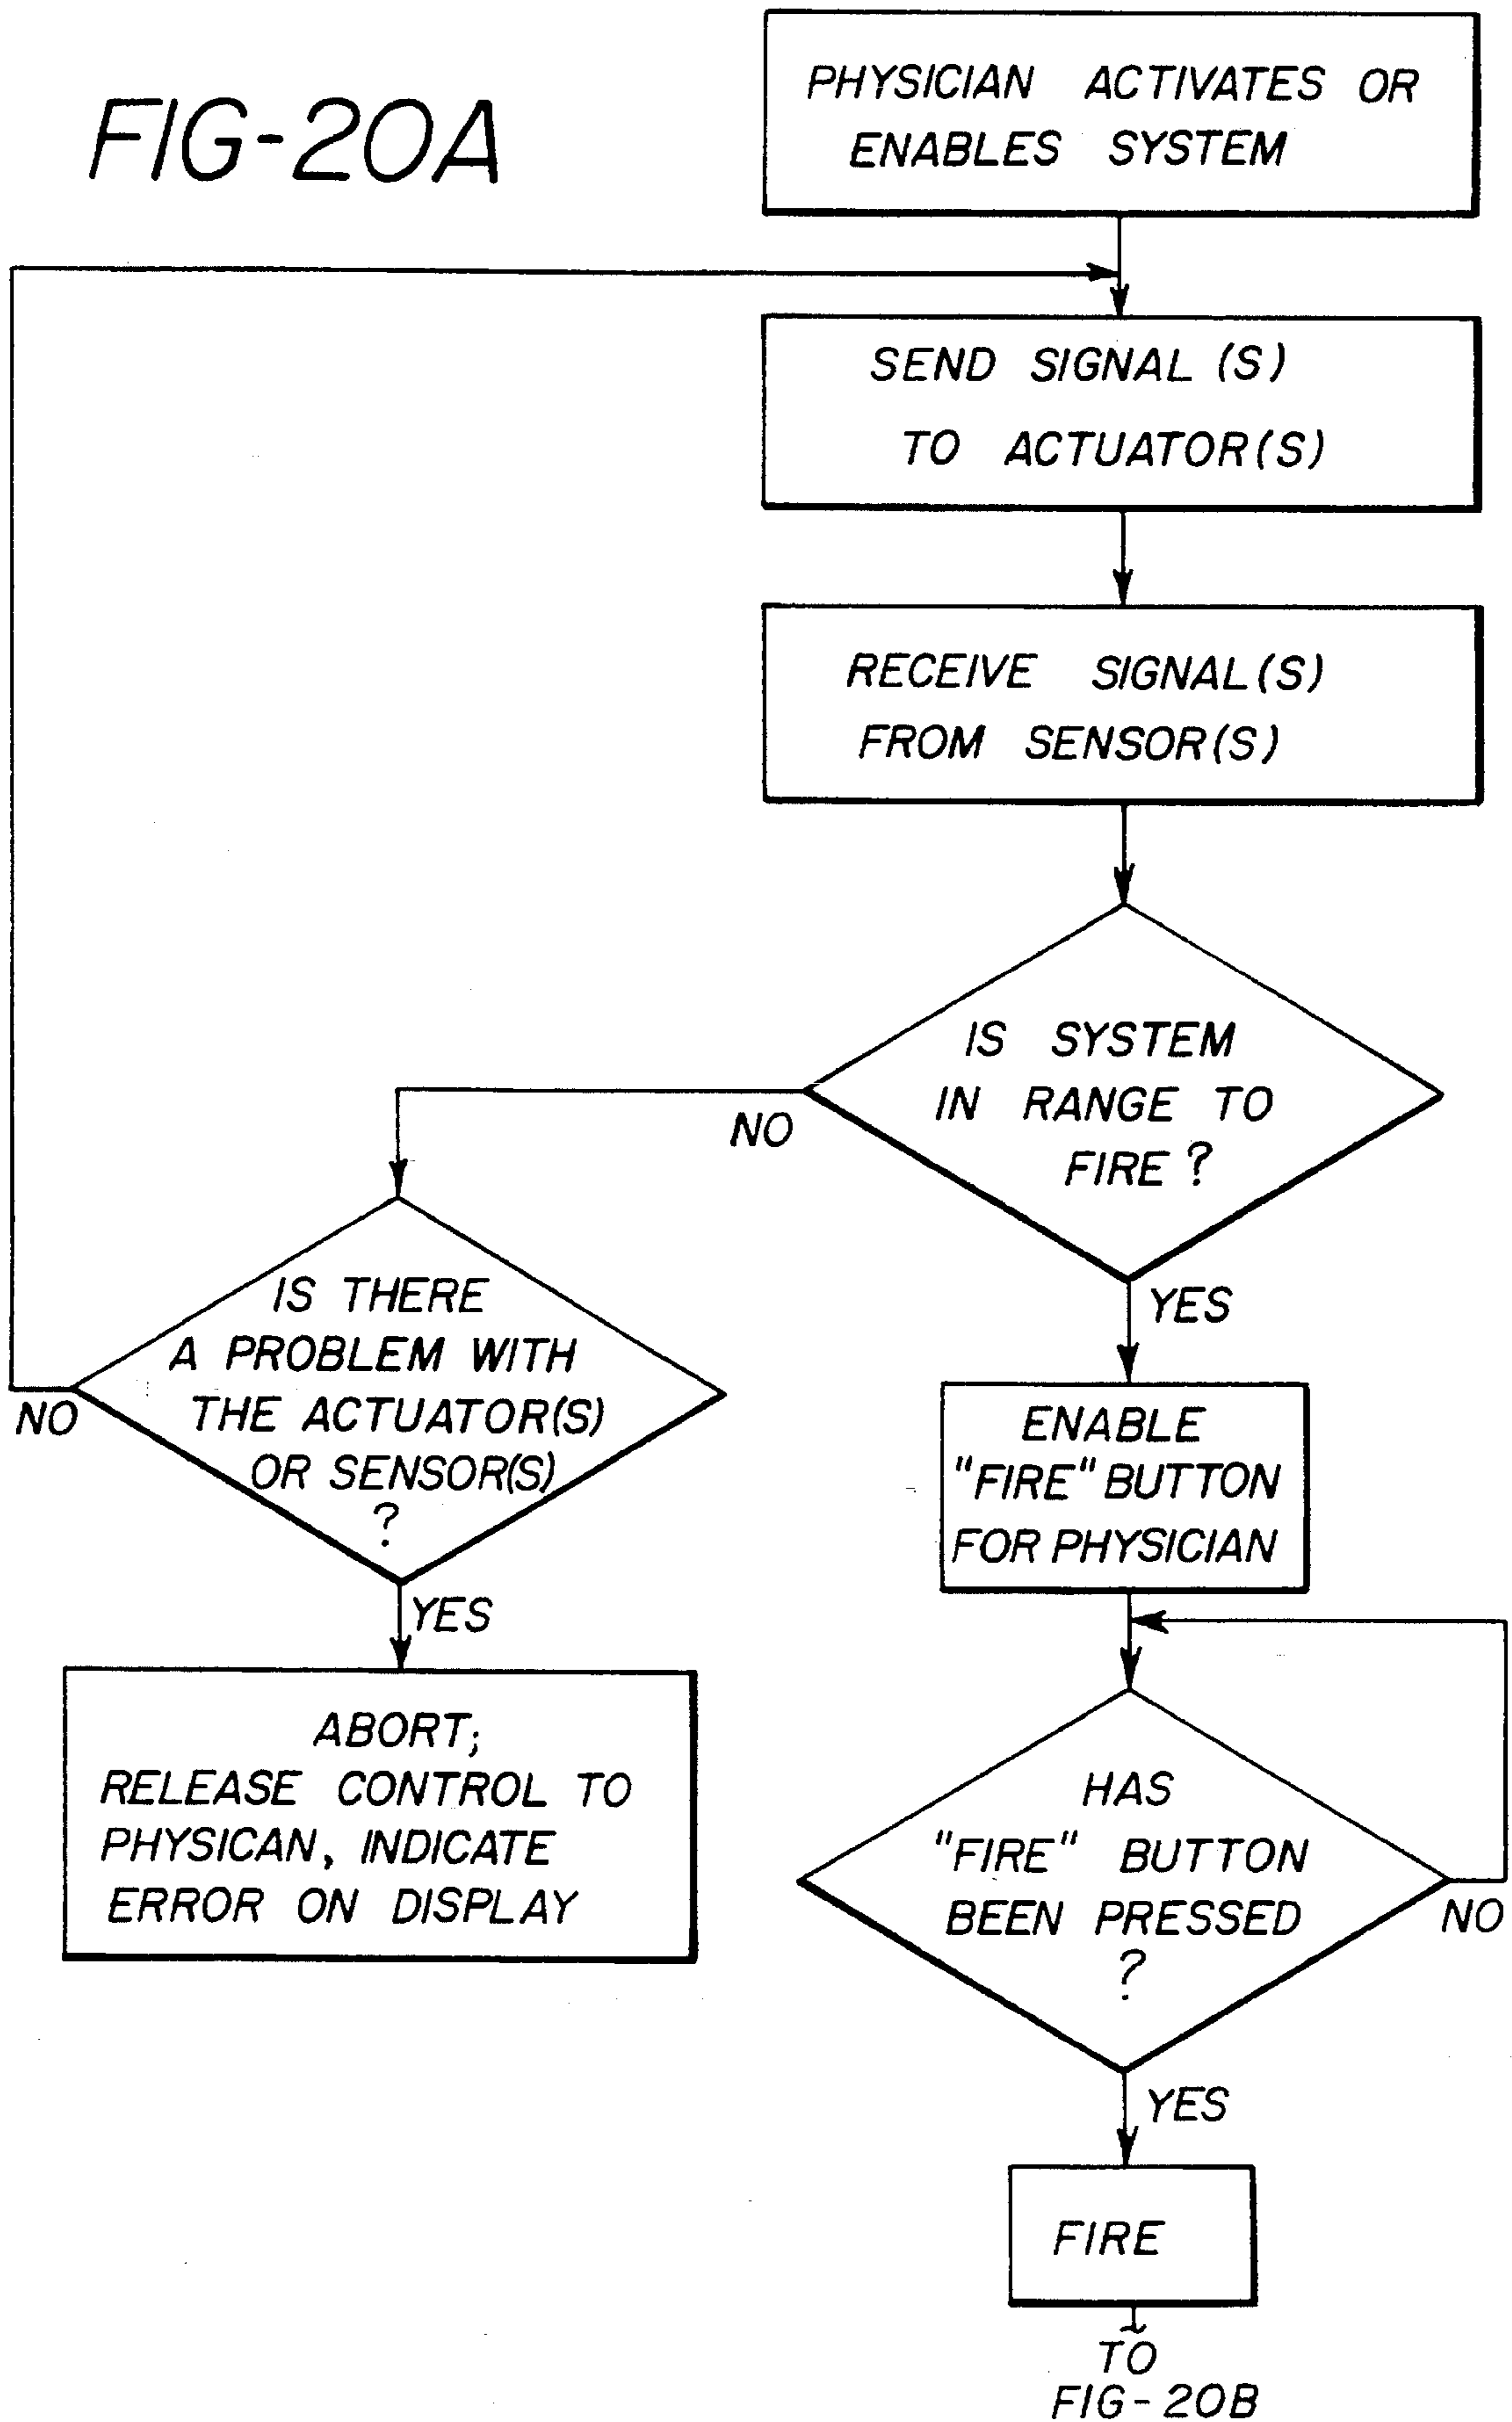 FIG-20A
PHYSICIAN ACTIVATES OR
ENABLES SYSTEM
SEND SIGNAL (S)
TO ACTUATOR(S)
RECEIVE SIGNAL(S)
FROM SENSOR(S)
IS SYSTEM
IN RANGE TO
FIRE ?
NO
YES
IS THERE
A PROBLEM WITH
THE ACTUATOR(S)
OR SENSOR(S)
?
NO
YES
ABORT;
RELEASE CONTROL TO
PHYSICAN, INDICATE
ERROR ON DISPLAY
ENABLE
"FIRE" BUTTON
FOR PHYSICIAN
HAS
"FIRE" BUTTON
BEEN PRESSED
?
NO
YES
FIRE
TO
FIG-20B